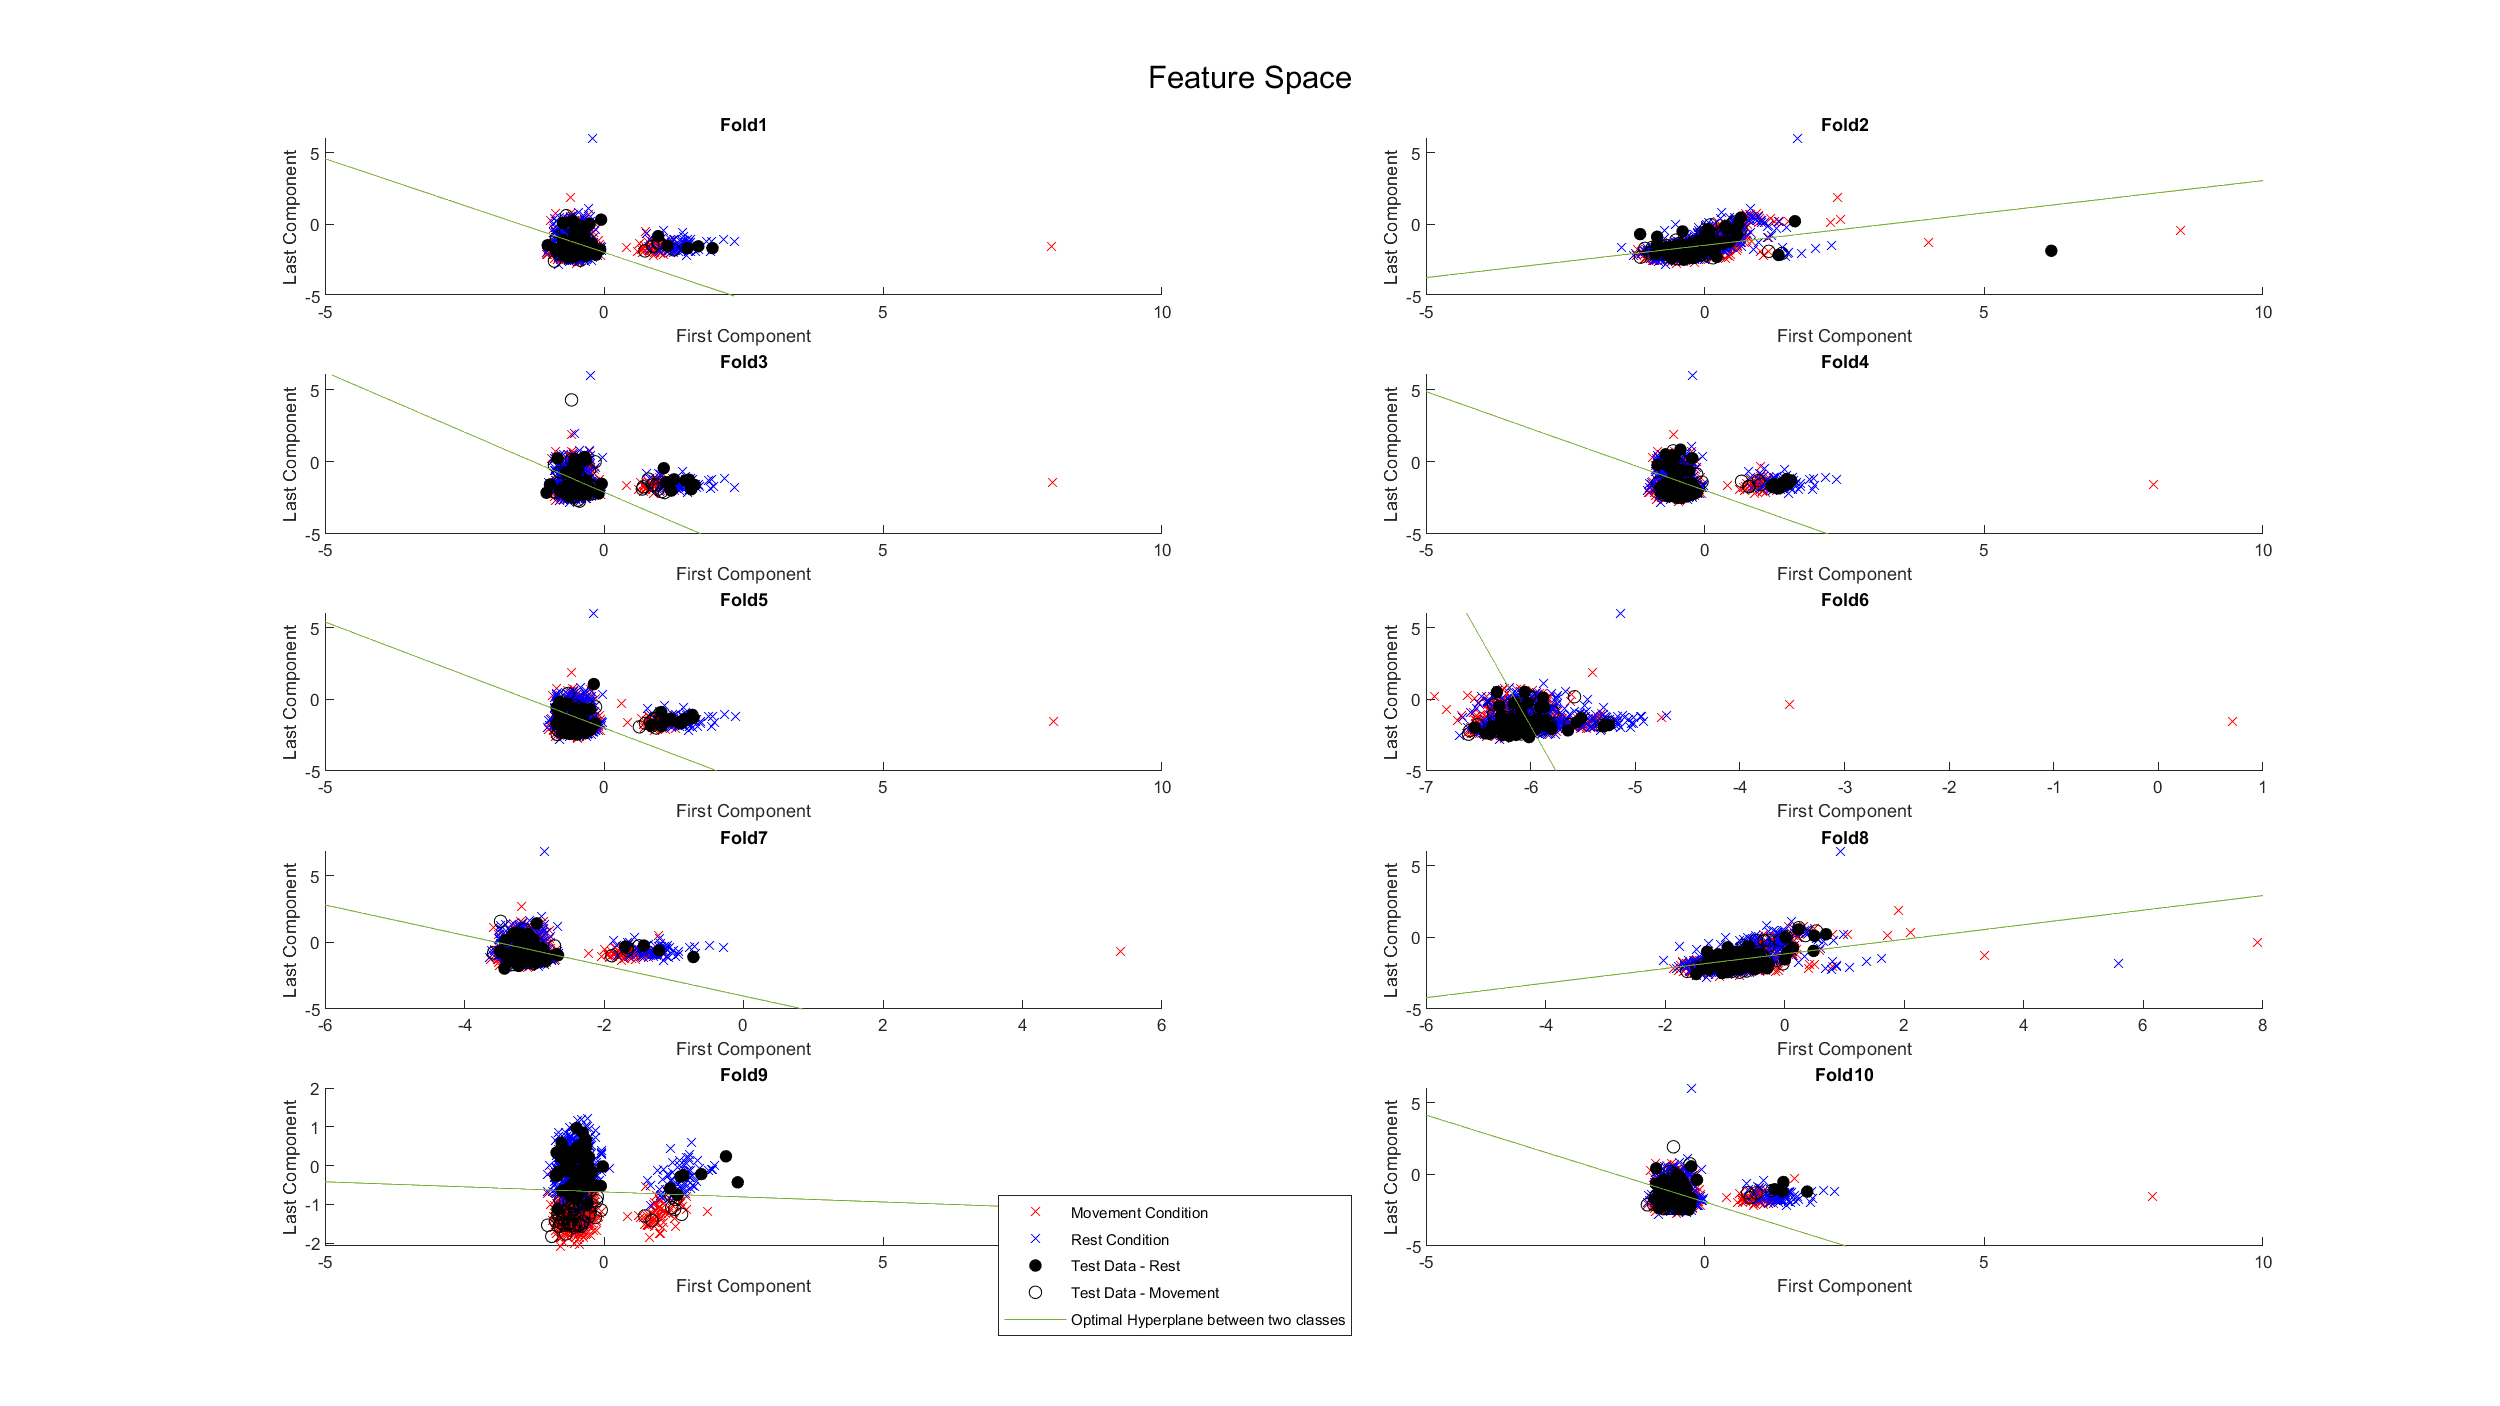 Feature Space
Fold1
Last Component
5
0
-5
-5 0 5 10
First Component
Fold2
Last Component
5
0
-5
-5 0 5 10
First Component
Fold3
Last Component
5
0
-5
-5 0 5 10
First Component
Fold4
Last Component
5
0
-5
-5 0 5 10
First Component
Fold5
Last Component
5
0
-5
-5 0 5 10
First Component
Fold6
Last Component
5
0
-5
-7 -6 -5 -4 -3 -2 -1 0 1
First Component
Fold7
Last Component
5
0
-5
-6 -4 -2 0 2 4 6
First Component
Fold8
Last Component
5
0
-5
-6 -4 -2 0 2 4 6 8
First Component
Fold9
Last Component
2
1
0
-1
-2
-5 0 5
First Component
Fold10
Last Component
5
0
-5
-5 0 5 10
First Component
Movement Condition
Rest Condition
Test Data - Rest
Test Data - Movement
Optimal Hyperplane between two classes